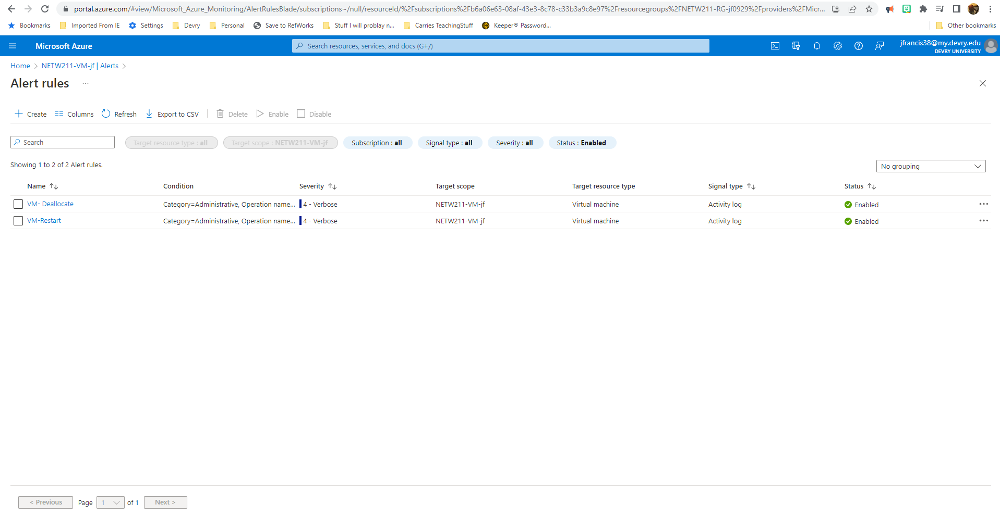 portal.azure.com/#view/Microsoft_Azure_Monitoring/AlertRulesBlade/subscriptions~/null/resourceId/%2Fsubscriptions%2Fb6a06e63-08af-43e3-8c78-c33b3a9c8e97%2Fresourcegroups%2FNETW211-RG-jf0929%2Fproviders%2FMicr...
Bookmarks Imported From IE Settings Devry Personal Save to RefWorks Stuff I will problay n... Carries TeachingStuff Keeper® Password... Other bookmarks
Microsoft Azure Search resources, services, and docs (G+/) jfrancis38@my.devry.edu
DEVRY UNIVERSITY
Home > NETW211-VM-jf | Alerts >
Alert rules ...
Create Columns Refresh Export to CSV Delete Enable Disable
Search Target resource type : all Target scope : NETW211-VM-jf Subscription : all Signal type : all Severity : all Status : Enabled
Showing 1 to 2 of 2 Alert rules. No grouping
Name Condition Severity Target scope Target resource type Signal type Status
VM- Deallocate Category=Administrative, Operation name... 4 - Verbose NETW211-VM-jf Virtual machine Activity log Enabled ...
VM-Restart Category=Administrative, Operation name... 4 - Verbose NETW211-VM-jf Virtual machine Activity log Enabled ...
< Previous Page 1 of 1 Next >